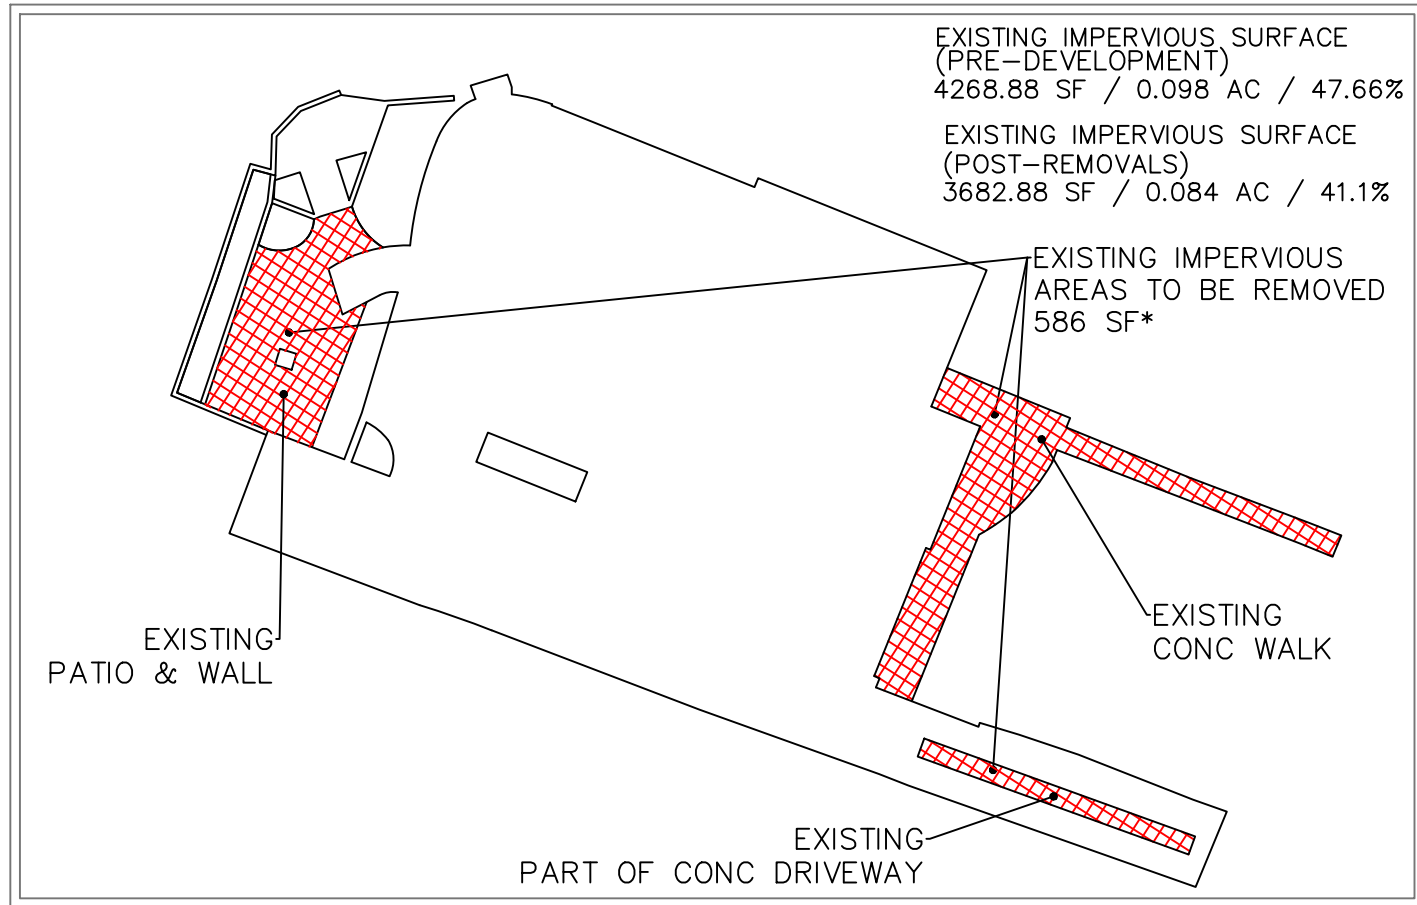 EXISTING IMPERVIOUS SURFACE
(PRE-DEVELOPMENT)
4268.88 SF / 0.098 AC / 47.66%
EXISTING IMPERVIOUS SURFACE
(POST-REMOVALS)
3682.88 SF / 0.084 AC / 41.1%
EXISTING IMPERVIOUS
AREAS TO BE REMOVED
586 SF*
EXISTING
PATIO & WALL
EXISTING
CONC WALK
EXISTING
PART OF CONC DRIVEWAY